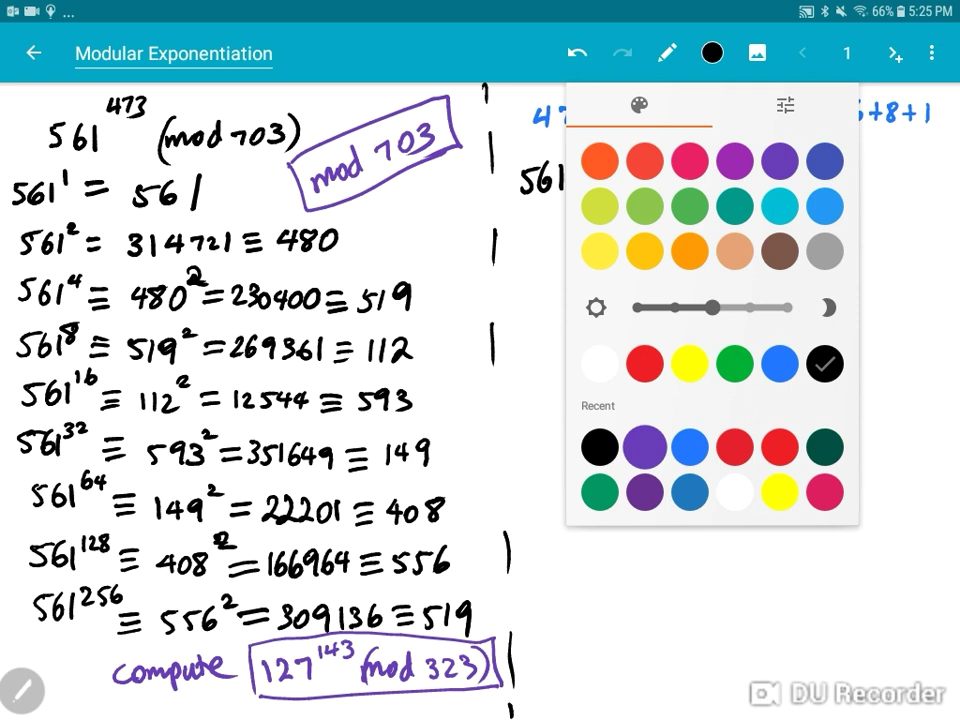 ... 66% 5:25 PM
Modular Exponentiation 1
561^473 (mod 703)
mod 703
561^1 = 561
561^2 = 314721 ≡ 480
561^4 ≡ 480^2 = 230400 ≡ 519
561^8 ≡ 519^2 = 269361 ≡ 112
561^16 ≡ 112^2 = 12544 ≡ 593
561^32 ≡ 593^2 = 351649 ≡ 149
561^64 ≡ 149^2 = 22201 ≡ 408
561^128 ≡ 408^2 = 166964 ≡ 556
561^256 ≡ 556^2 = 309136 ≡ 519
compute 127^143 (mod 323)
+8+1
561
Recent
DU Recorder